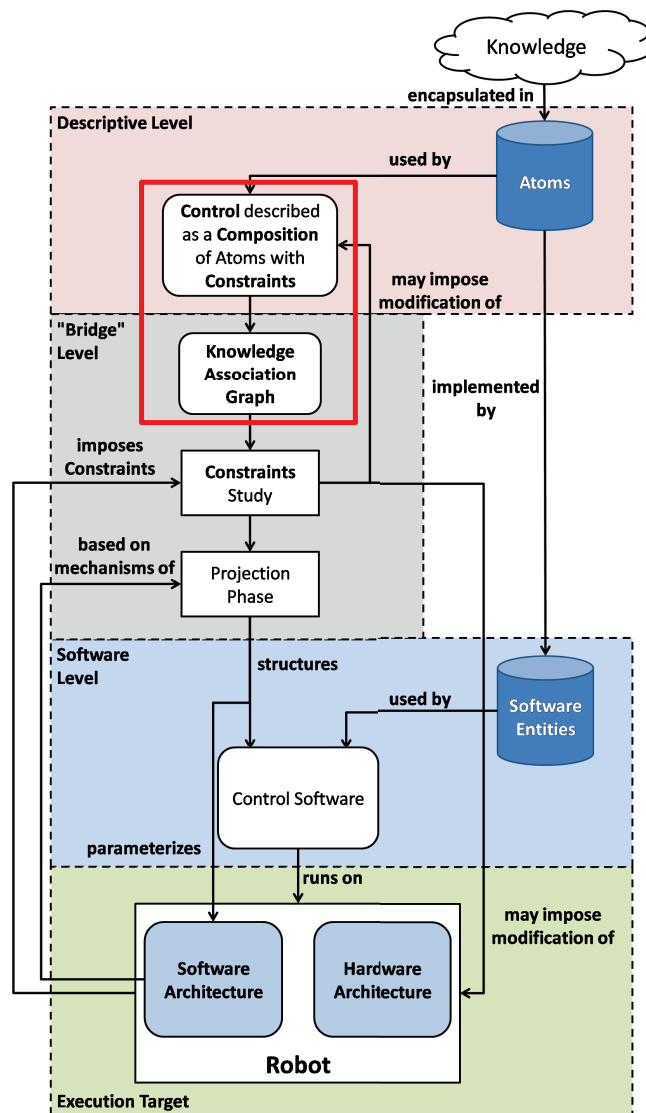 Knowledge
encapsulated in
Descriptive Level
Atoms
used by
Control described
as a Composition
of Atoms with
Constraints
may impose
modification of
"Bridge"
Level
Knowledge
Association
Graph
implemented
by
imposes
Constraints
Constraints
Study
based on
mechanisms of
Projection
Phase
Software
Level
structures
used by
Software
Entities
Control Software
parameterizes
runs on
may impose
modification of
Software
Architecture
Hardware
Architecture
Robot
Execution Target